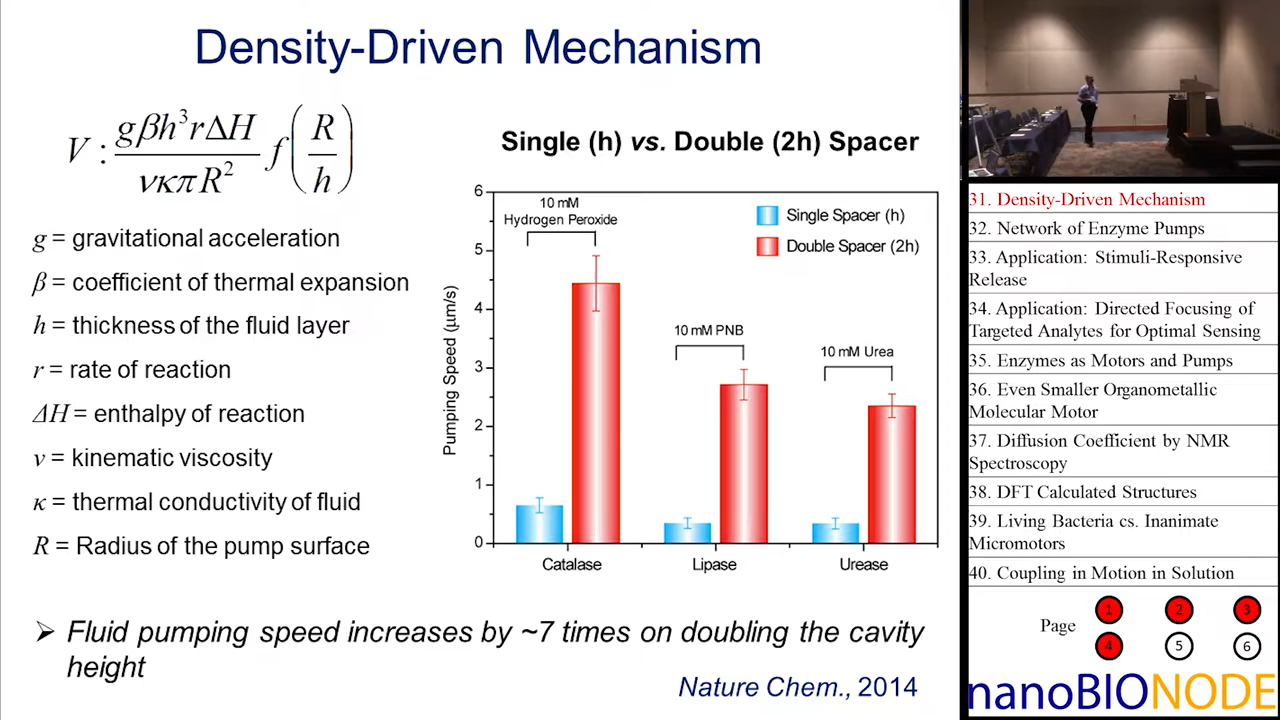 Density-Driven Mechanism
V : gβh³rΔH / νκπR² f(R/h)
g = gravitational acceleration
β = coefficient of thermal expansion
h = thickness of the fluid layer
r = rate of reaction
ΔH = enthalpy of reaction
ν = kinematic viscosity
κ = thermal conductivity of fluid
R = Radius of the pump surface
Single (h) vs. Double (2h) Spacer
Pumping Speed (μm/s)
6
5
4
3
2
1
0
10 mM
Hydrogen Peroxide
10 mM PNB
10 mM Urea
Single Spacer (h)
Double Spacer (2h)
Catalase
Lipase
Urease
➢ Fluid pumping speed increases by ~7 times on doubling the cavity
height
Nature Chem., 2014
31. Density-Driven Mechanism
32. Network of Enzyme Pumps
33. Application: Stimuli-Responsive
Release
34. Application: Directed Focusing of
Targeted Analytes for Optimal Sensing
35. Enzymes as Motors and Pumps
36. Even Smaller Organometallic
Molecular Motor
37. Diffusion Coefficient by NMR
Spectroscopy
38. DFT Calculated Structures
39. Living Bacteria cs. Inanimate
Micromotors
40. Coupling in Motion in Solution
Page
1 2 3
4 5 6
nanoBIONODE